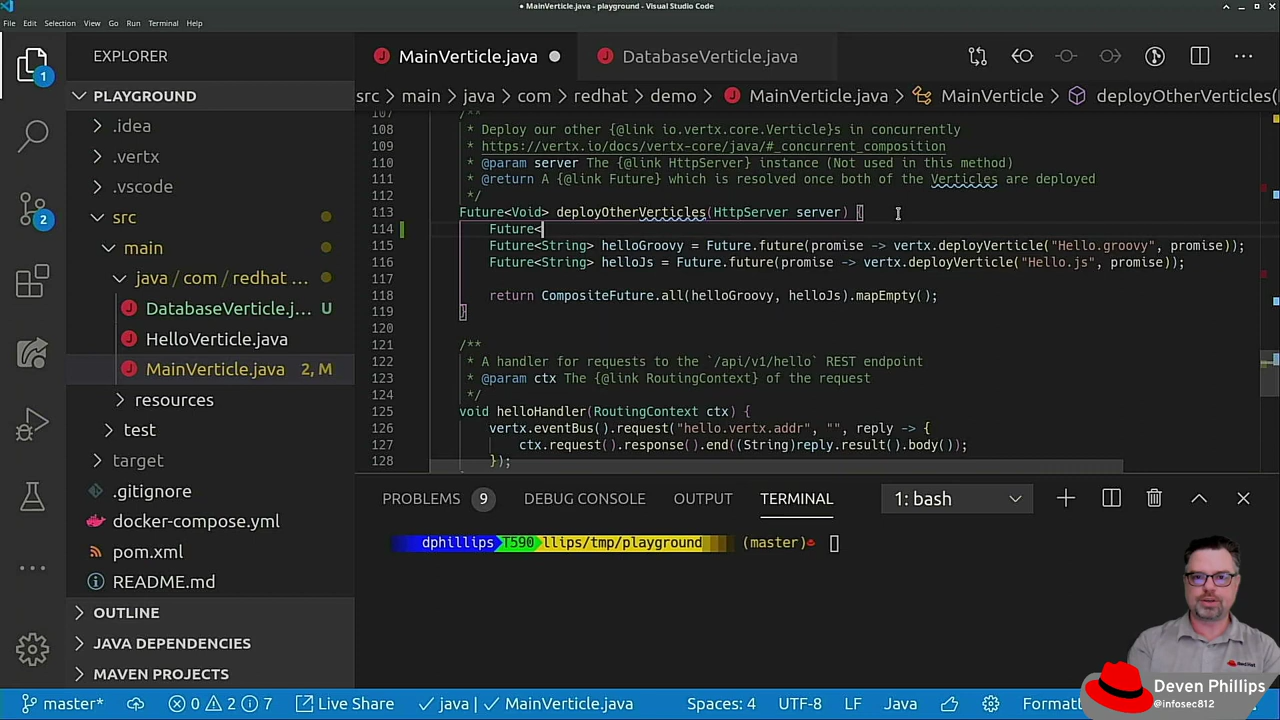 ● MainVerticle.java - playground - Visual Studio Code
File Edit Selection View Go Run Terminal Help
EXPLORER
MainVerticle.java
DatabaseVerticle.java
1
PLAYGROUND
src > main > java > com > redhat > demo > MainVerticle.java > MainVerticle > deployOtherVerticles(
.idea
.vertx
.vscode
2
src
main
java / com / redhat ...
DatabaseVerticle.j... U
HelloVerticle.java
MainVerticle.java 2, M
resources
test
target
.gitignore
docker-compose.yml
pom.xml
README.md
...
OUTLINE
JAVA DEPENDENCIES
MAVEN PROJECTS
107 /**
108 * Deploy our other {@link io.vertx.core.Verticle}s in concurrently
109 * https://vertx.io/docs/vertx-core/java/#_concurrent_composition
110 * @param server The {@link HttpServer} instance (Not used in this method)
111 * @return A {@link Future} which is resolved once both of the Verticles are deployed
112 */
113 Future<Void> deployOtherVerticles(HttpServer server) {
114 Future<
115 Future<String> helloGroovy = Future.future(promise -> vertx.deployVerticle("Hello.groovy", promise));
116 Future<String> helloJs = Future.future(promise -> vertx.deployVerticle("Hello.js", promise));
117
118 return CompositeFuture.all(helloGroovy, helloJs).mapEmpty();
119 }
120
121 /**
122 * A handler for requests to the `/api/v1/hello` REST endpoint
123 * @param ctx The {@link RoutingContext} of the request
124 */
125 void helloHandler(RoutingContext ctx) {
126 vertx.eventBus().request("hello.vertx.addr", "", reply -> {
127 ctx.request().response().end((String)reply.result().body());
128 });
PROBLEMS 9 DEBUG CONSOLE OUTPUT TERMINAL 1: bash
dphillips T590 llips/tmp/playground (master)
Red Hat
Deven Phillips
@infosec812
master* 0 2 7 Live Share java | MainVerticle.java Spaces: 4 UTF-8 LF Java Formatt